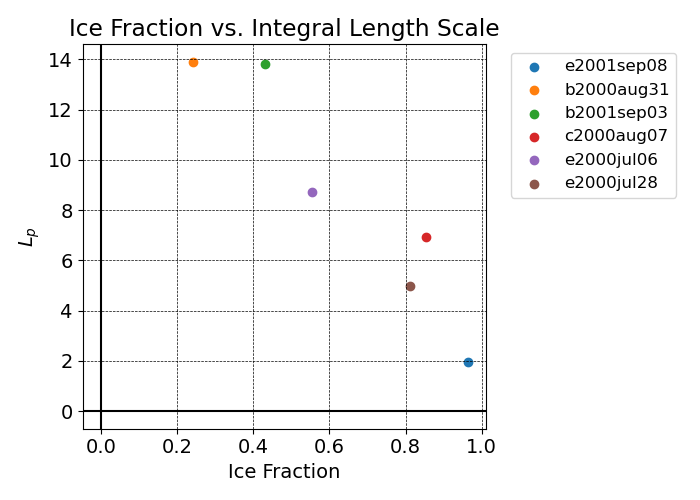 Ice Fraction vs. Integral Length Scale
14
12
10
8
6
4
2
0
L_p
0.0 0.2 0.4 0.6 0.8 1.0
Ice Fraction
e2001sep08
b2000aug31
b2001sep03
c2000aug07
e2000jul06
e2000jul28